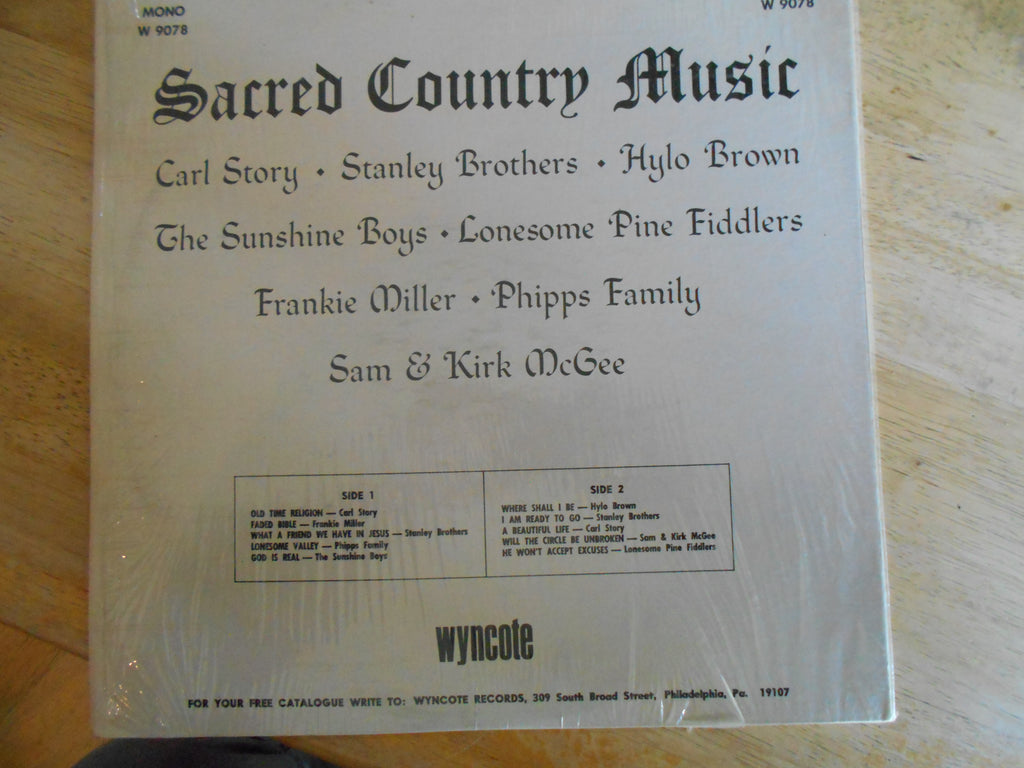 MONO
W 9078
W 9078
Sacred Country Music
Carl Story • Stanley Brothers • Hylo Brown
The Sunshine Boys • Lonesome Pine Fiddlers
Frankie Miller • Phipps Family
Sam & Kirk McGee
SIDE 1
OLD TIME RELIGION — Carl Story
FADED BIBLE — Frankie Miller
WHAT A FRIEND WE HAVE IN JESUS — Stanley Brothers
LONESOME VALLEY — Phipps Family
GOD IS REAL — The Sunshine Boys
SIDE 2
WHERE SHALL I BE — Hylo Brown
I AM READY TO GO — Stanley Brothers
A BEAUTIFUL LIFE — Carl Story
WILL THE CIRCLE BE UNBROKEN — Sam & Kirk McGee
HE WON'T ACCEPT EXCUSES — Lonesome Pine Fiddlers
wyncote
FOR YOUR FREE CATALOGUE WRITE TO: WYNCOTE RECORDS, 309 South Broad Street, Philadelphia, Pa. 19107